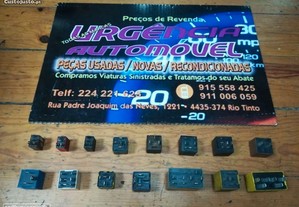 CustoJusto.pt
Preços de Revenda
URGÊNCIA
AUTOMÓVEL
PEÇAS USADAS / NOVAS / RECONDICIONADAS
Compramos Viaturas Sinistradas e Tratamos do seu Abate
Telf: 224 221
915 558 425
911 006 059
Rua Padre Joaquim das Neves, 1221 - 4435-374 Rio Tinto
-20